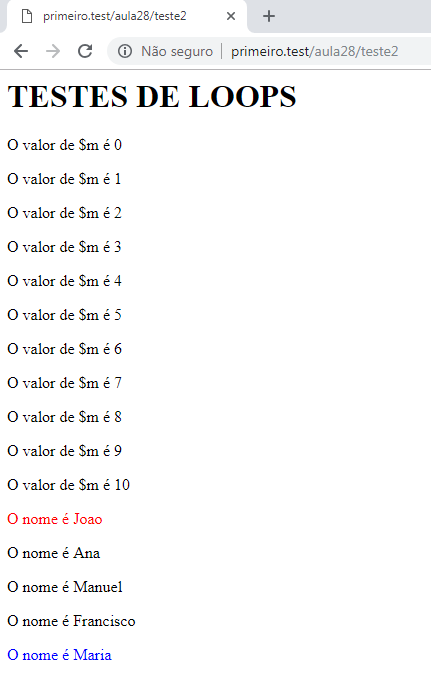 primeiro.test/aula28/teste2
Não seguro | primeiro.test/aula28/teste2
TESTES DE LOOPS
O valor de $m é 0
O valor de $m é 1
O valor de $m é 2
O valor de $m é 3
O valor de $m é 4
O valor de $m é 5
O valor de $m é 6
O valor de $m é 7
O valor de $m é 8
O valor de $m é 9
O valor de $m é 10
O nome é Joao
O nome é Ana
O nome é Manuel
O nome é Francisco
O nome é Maria